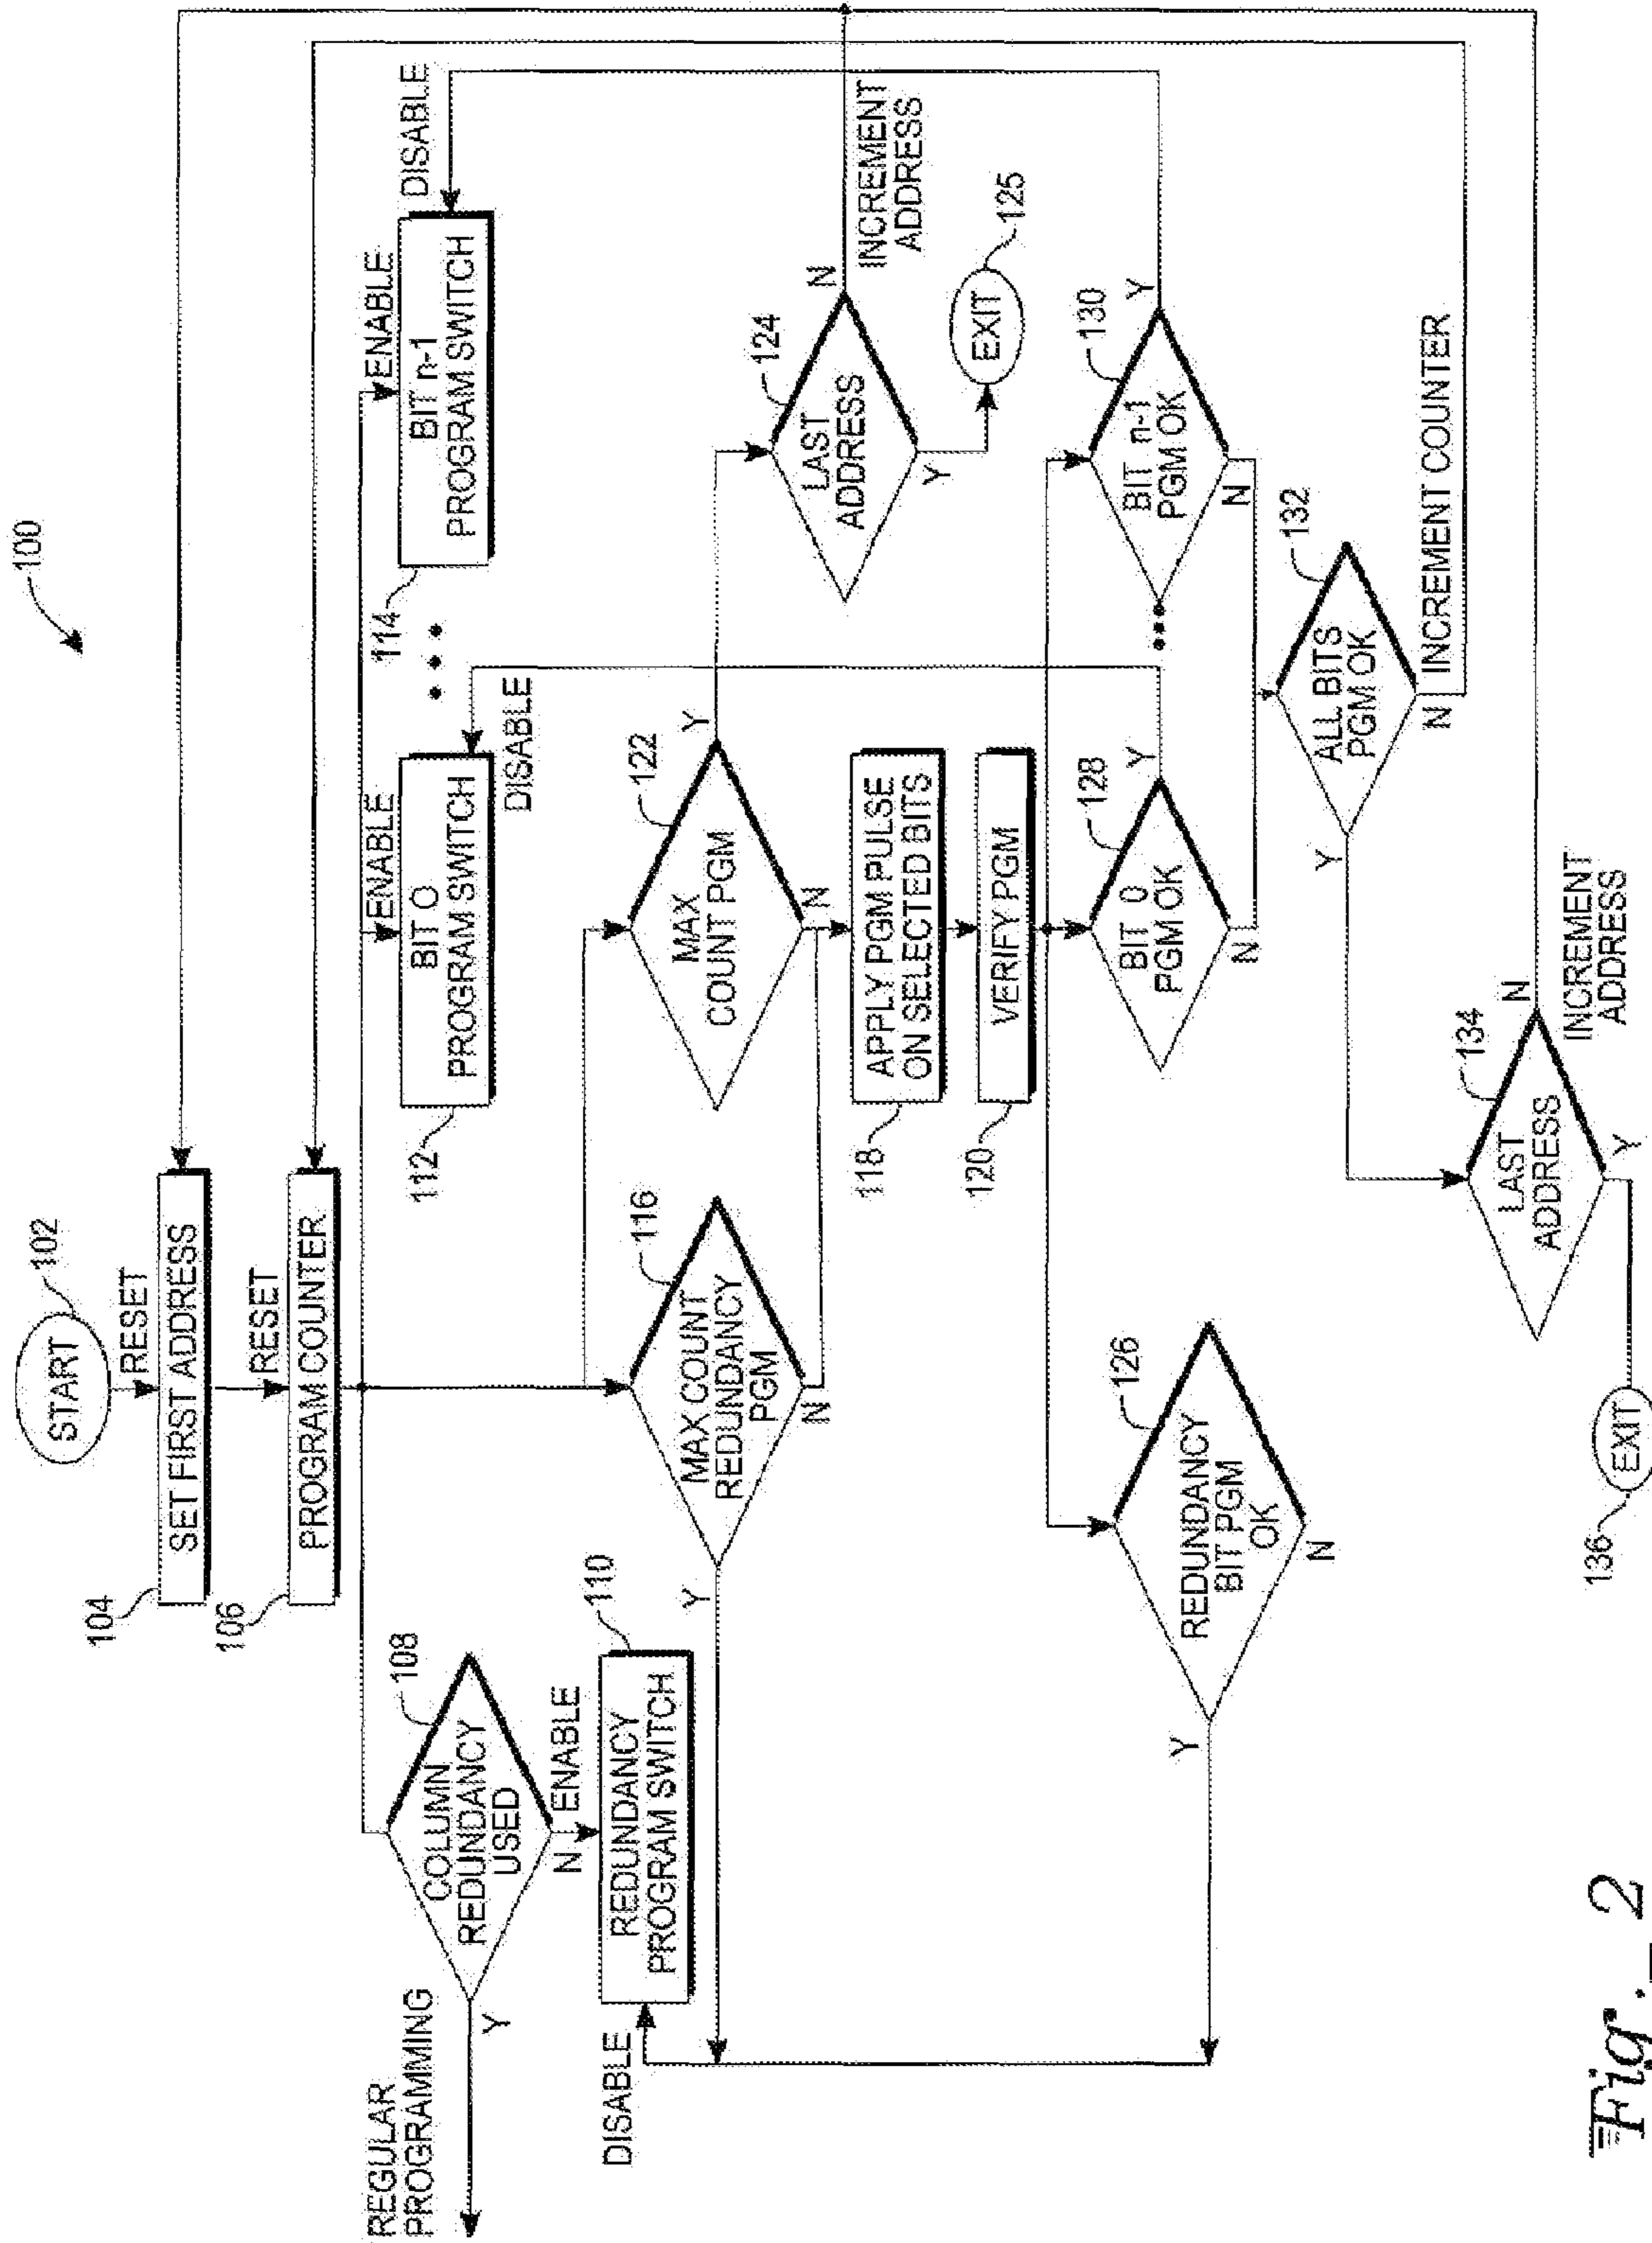 100
START
102
RESET
SET FIRST ADDRESS
104
RESET
PROGRAM COUNTER
106
REGULAR
PROGRAMMING
Y
COLUMN
REDUNDANCY
USED
108
N
ENABLE
REDUNDANCY
PROGRAM SWITCH
110
DISABLE
ENABLE
BIT 0
PROGRAM SWITCH
112
DISABLE
ENABLE
BIT n-1
PROGRAM SWITCH
114
DISABLE
MAX COUNT
REDUNDANCY
PGM
116
Y
N
MAX
COUNT PGM
122
Y
N
LAST
ADDRESS
124
N
INCREMENT
ADDRESS
Y
EXIT
125
APPLY PGM PULSE
ON SELECTED BITS
118
VERIFY PGM
120
REDUNDANCY
BIT PGM
OK
126
Y
N
BIT 0
PGM OK
128
Y
N
BIT n-1
PGM OK
130
Y
N
ALL BITS
PGM OK
132
Y
N
INCREMENT COUNTER
LAST
ADDRESS
134
N
INCREMENT
ADDRESS
Y
EXIT
136
Fig._2